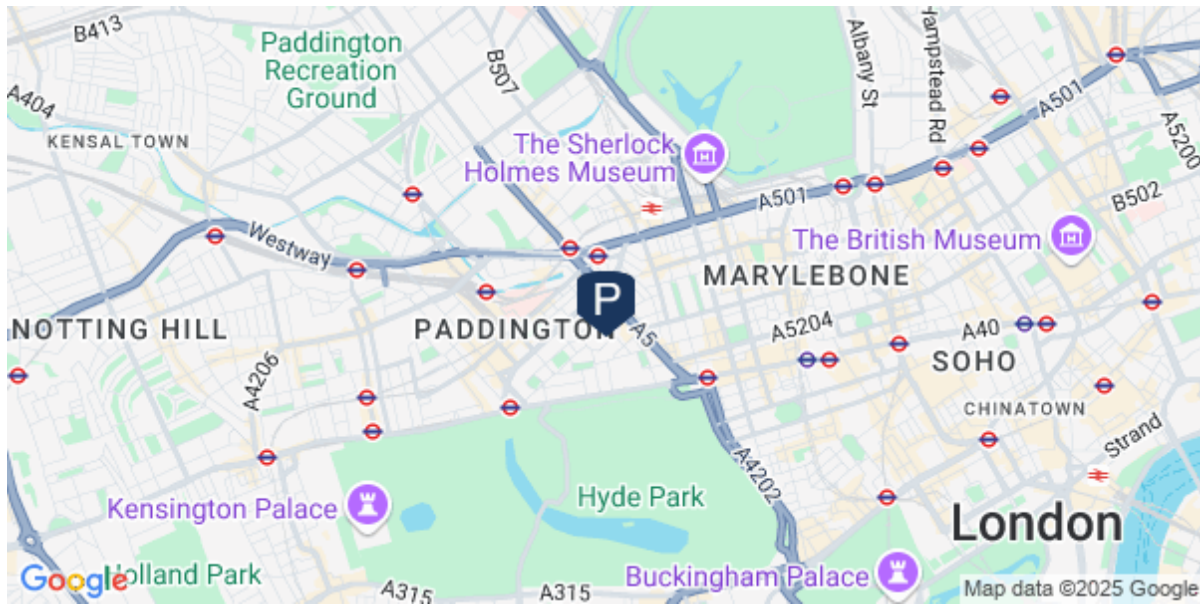 B413
Paddington
Recreation
Ground
B507
Albany St
Hampstead Rd
A404
KENSAL TOWN
The Sherlock
Holmes Museum
A501
A501
A5200
B502
Westway
The British Museum
MARYLEBONE
P
NOTTING HILL
PADDINGTON
A5
A5204
A40
SOHO
A4206
CHINATOWN
Strand
A4202
Kensington Palace
Hyde Park
London
Holland Park
Google
A315
A315
Buckingham Palace
Map data ©2025 Google